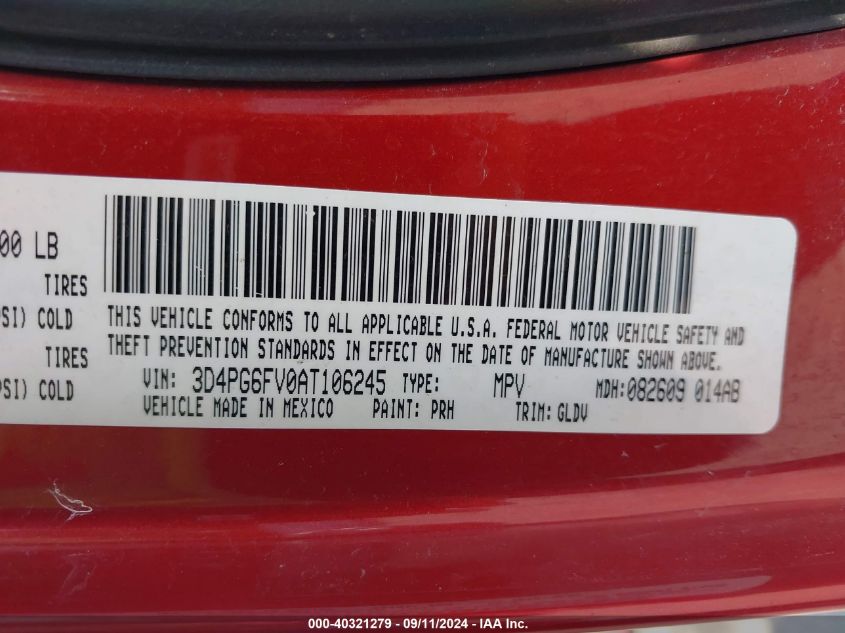 00 LB
TIRES
SI) COLD
TIRES
SI) COLD
THIS VEHICLE CONFORMS TO ALL APPLICABLE U.S.A. FEDERAL MOTOR VEHICLE SAFETY AND
THEFT PREVENTION STANDARDS IN EFFECT ON THE DATE OF MANUFACTURE SHOWN ABOVE.
VIN: 3D4PG6FV0AT106245 TYPE: MPV MDH:082609 014AB
VEHICLE MADE IN MEXICO PAINT: PRH TRIM: GLDV
000-40321279 - 09/11/2024 - IAA Inc.